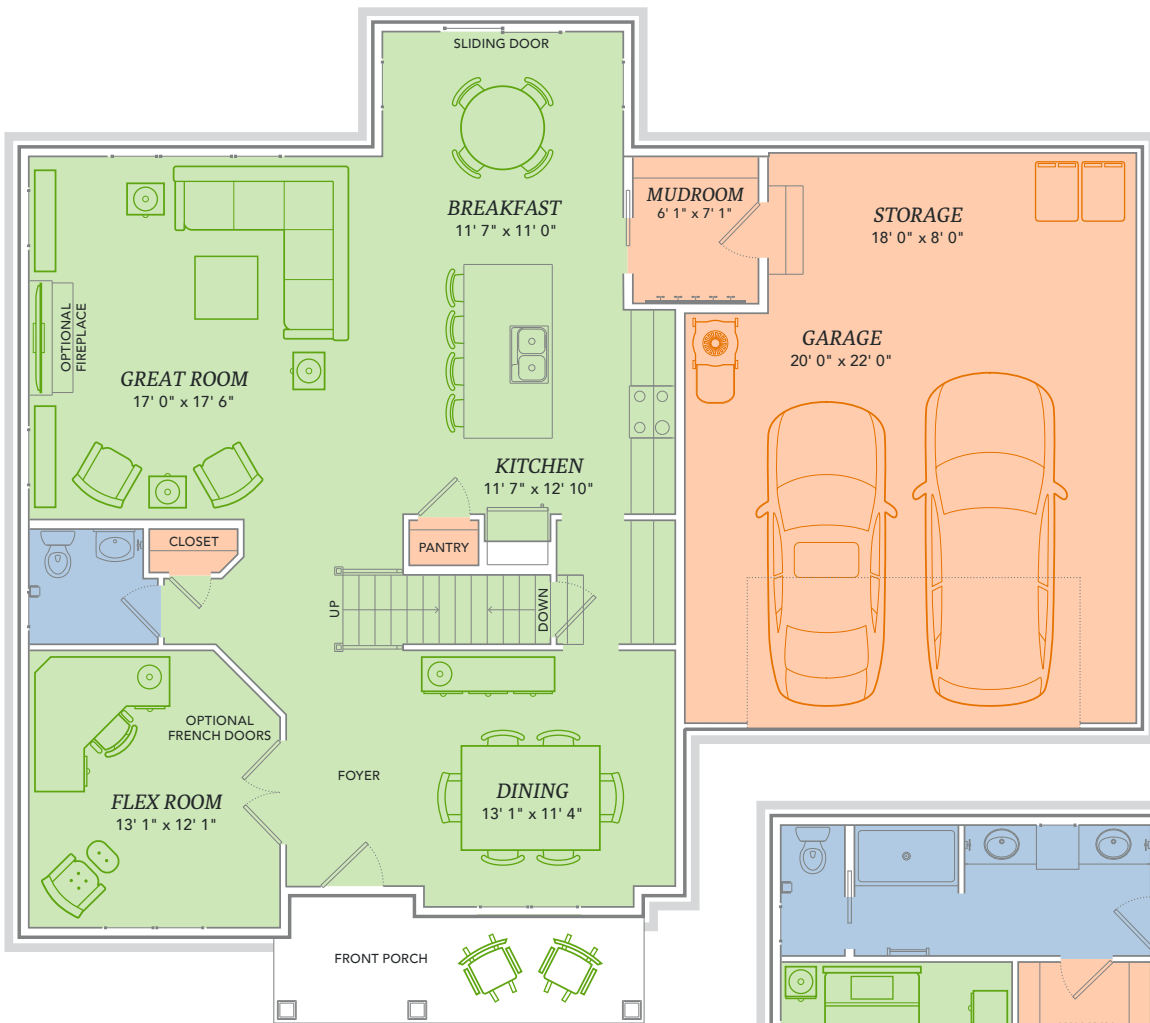 SLIDING DOOR
BREAKFAST
11' 7" x 11' 0"
MUDROOM
6' 1" x 7' 1"
STORAGE
18' 0" x 8' 0"
OPTIONAL
FIREPLACE
GREAT ROOM
17' 0" x 17' 6"
GARAGE
20' 0" x 22' 0"
KITCHEN
11' 7" x 12' 10"
CLOSET
PANTRY
UP
DOWN
OPTIONAL
FRENCH DOORS
FOYER
FLEX ROOM
13' 1" x 12' 1"
DINING
13' 1" x 11' 4"
FRONT PORCH